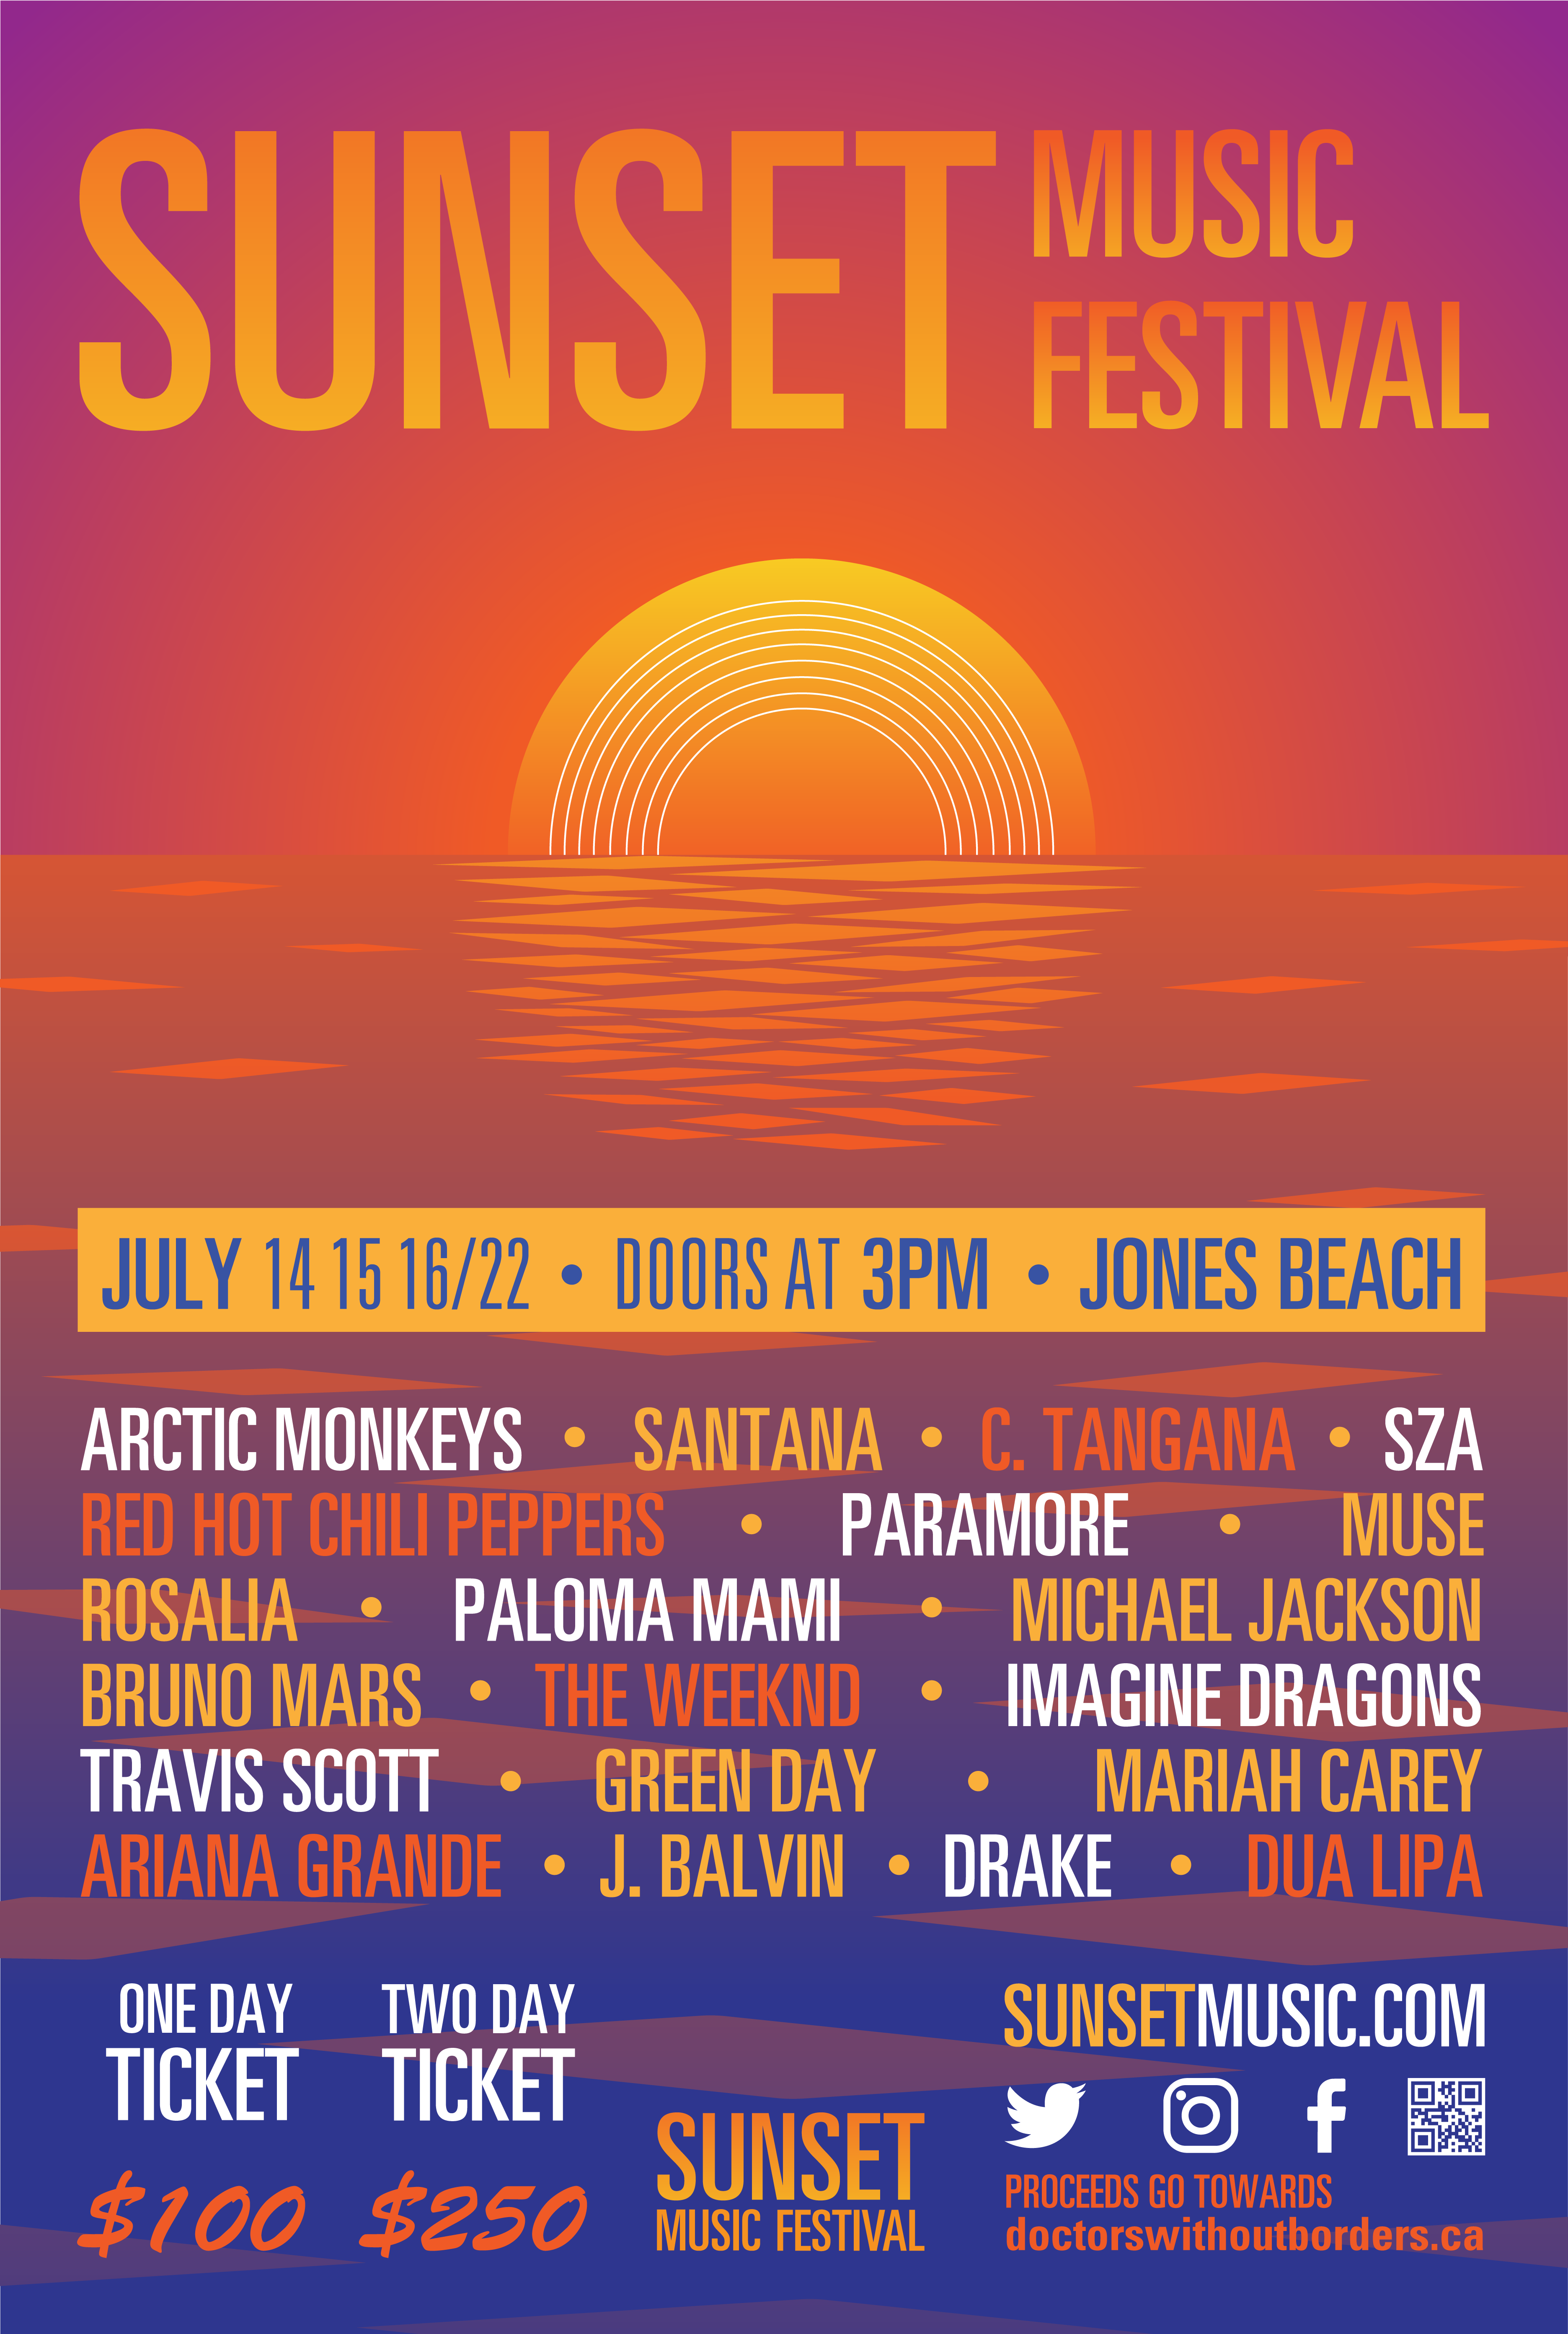 SUNSET MUSIC
FESTIVAL
JULY 14 15 16/22 • DOORS AT 3PM • JONES BEACH
ARCTIC MONKEYS • SANTANA • C. TANGANA • SZA
RED HOT CHILI PEPPERS • PARAMORE • MUSE
ROSALIA • PALOMA MAMI • MICHAEL JACKSON
BRUNO MARS • THE WEEKND • IMAGINE DRAGONS
TRAVIS SCOTT • GREEN DAY • MARIAH CAREY
ARIANA GRANDE • J. BALVIN • DRAKE • DUA LIPA
ONE DAY
TICKET
$100
TWO DAY
TICKET
$250
SUNSET
MUSIC FESTIVAL
SUNSETMUSIC.COM
PROCEEDS GO TOWARDS
doctorswithoutborders.ca